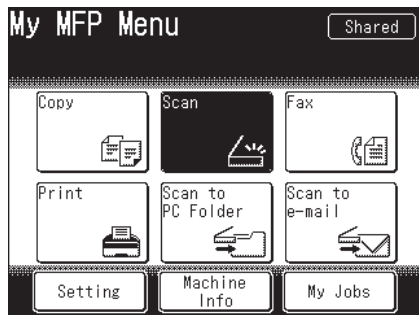 My MFP Menu
Shared
Copy
Scan
Fax
Print
Scan to
PC Folder
Scan to
e-mail
Setting
Machine
Info
My Jobs